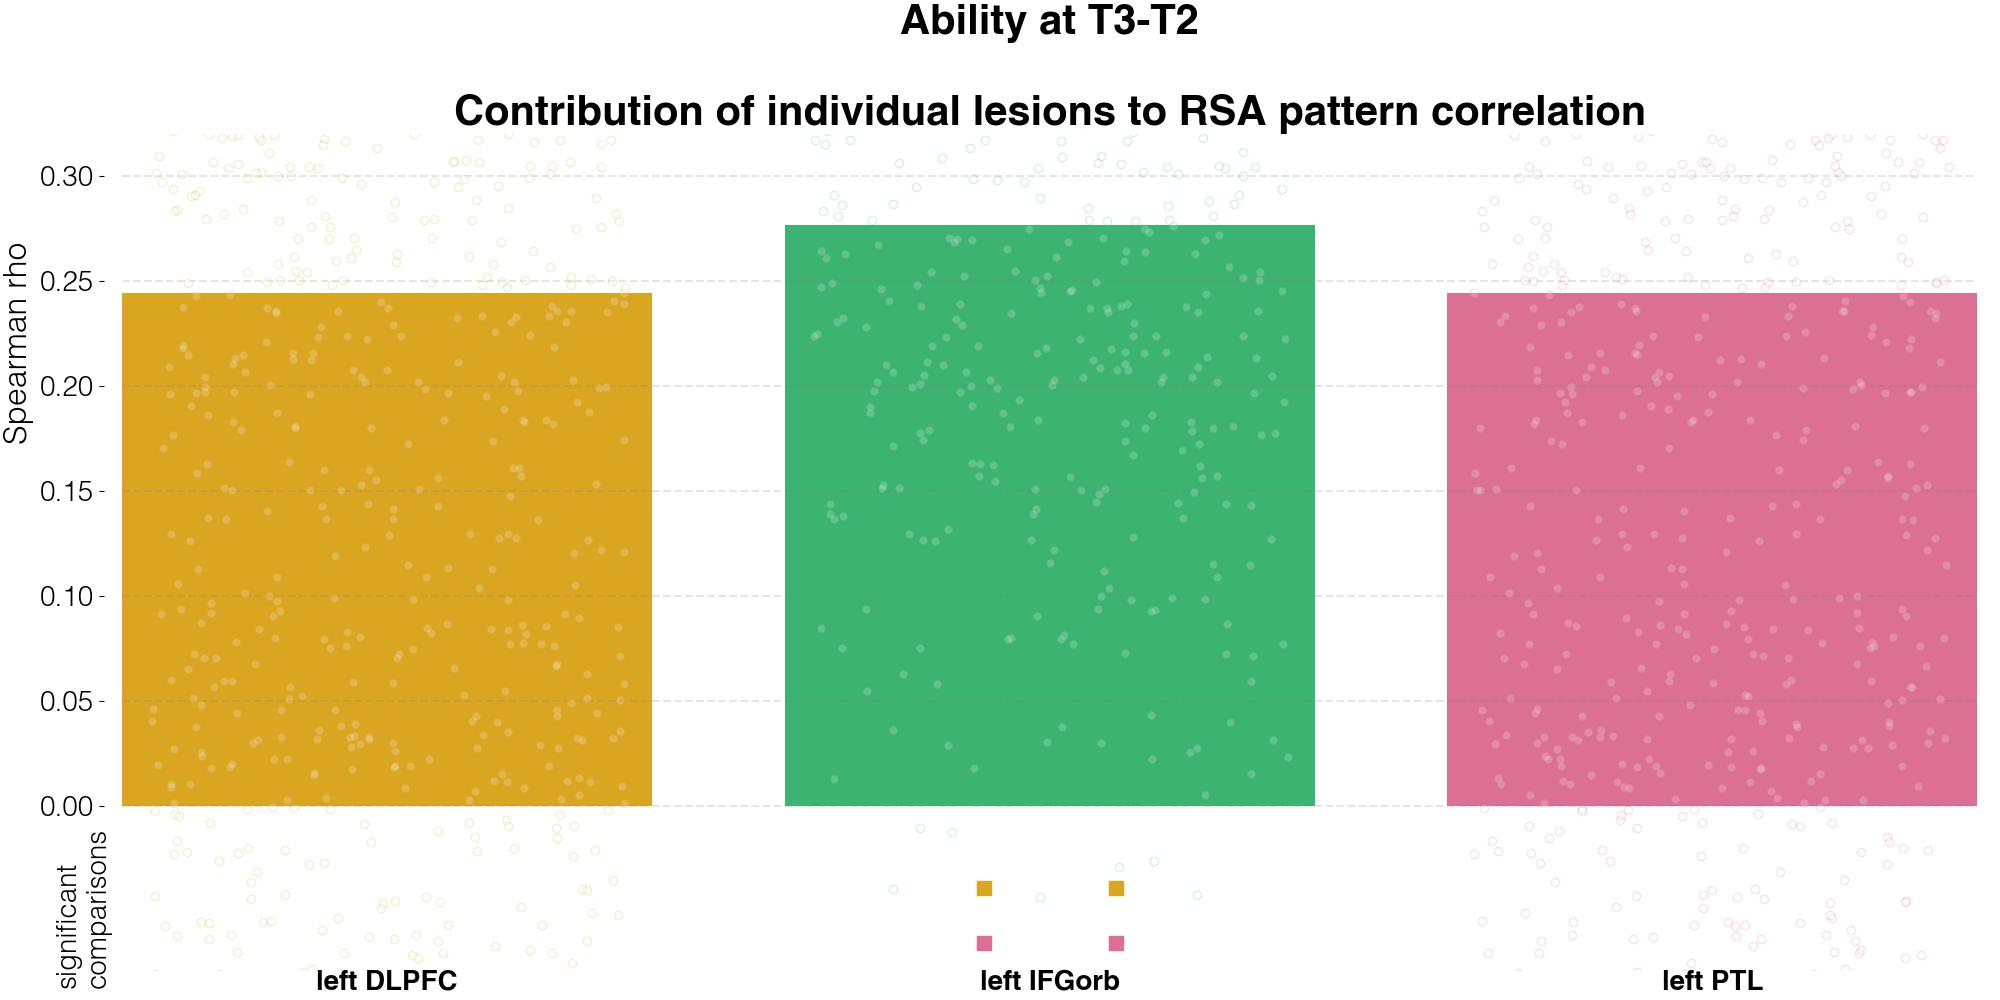 Ability at T3-T2
Contribution of individual lesions to RSA pattern correlation
Spearman rho
0.30
0.25
0.20
0.15
0.10
0.05
0.00
significant
comparisons
left DLPFC
left IFGorb
left PTL